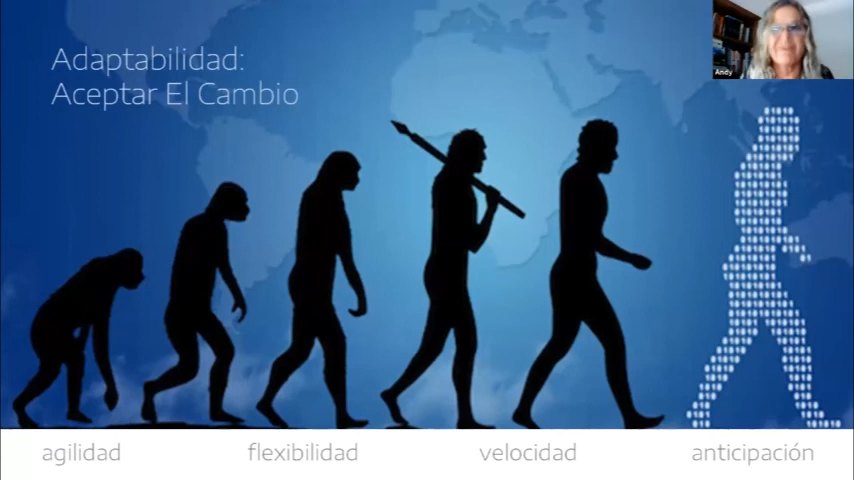 Adaptabilidad:
Aceptar El Cambio
Andy
agilidad flexibilidad velocidad anticipación